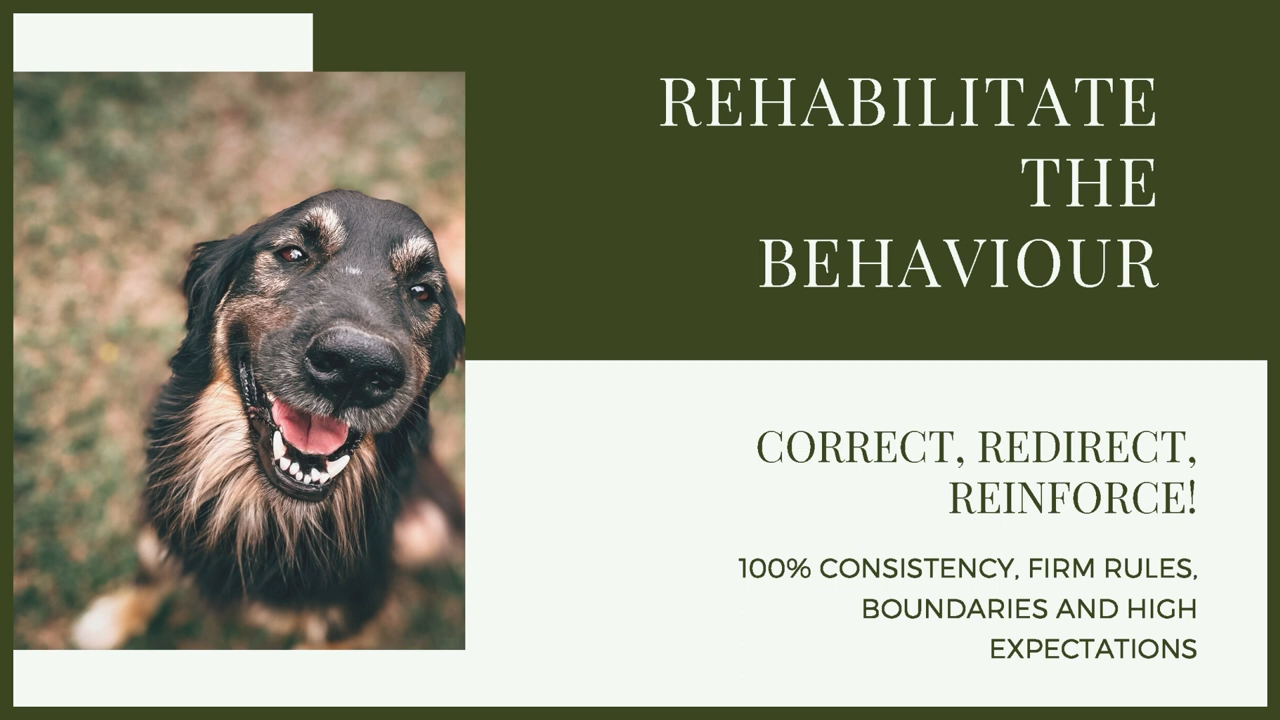 REHABILITATE
THE
BEHAVIOUR
CORRECT, REDIRECT,
REINFORCE!
100% CONSISTENCY, FIRM RULES,
BOUNDARIES AND HIGH
EXPECTATIONS